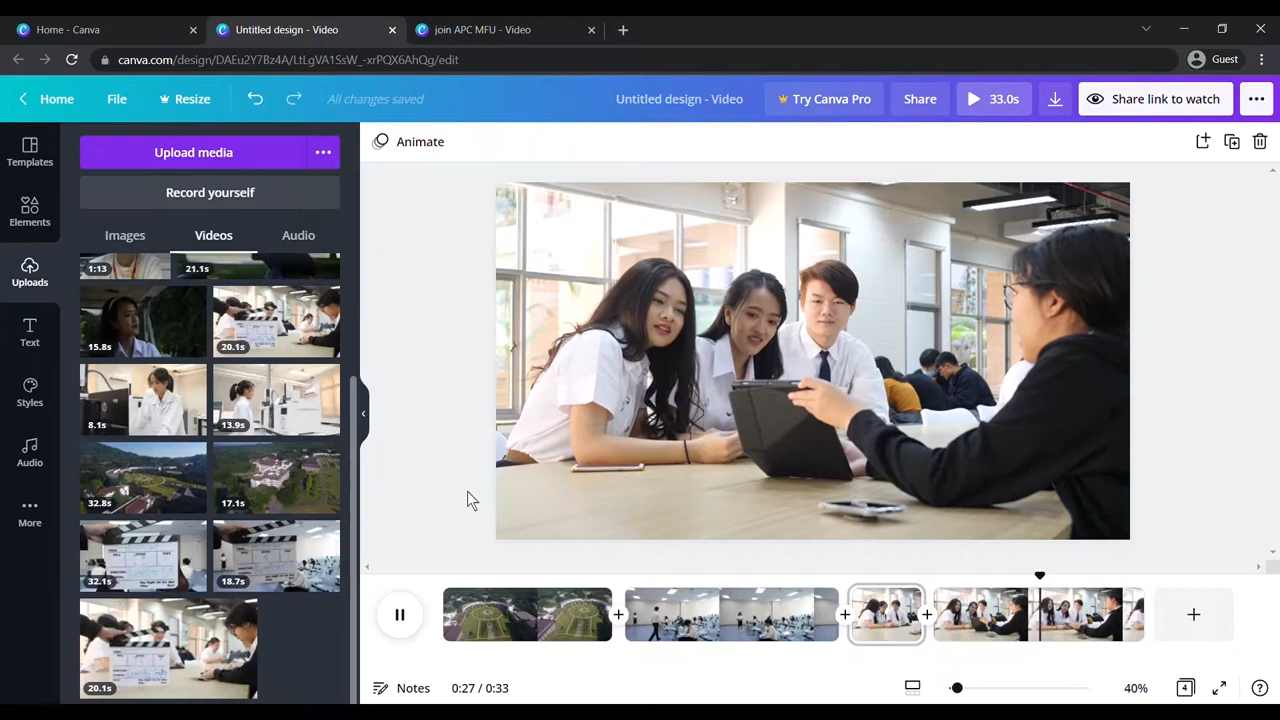 Home - Canva
Untitled design - Video
join APC MFU - Video
canva.com/design/DAEu2Y7Bz4A/LtLgVA1SsW_-xrPQX6AhQg/edit
Guest
Home
File
Resize
All changes saved
Untitled design - Video
Try Canva Pro
Share
33.0s
Share link to watch
Templates
Elements
Uploads
Text
Styles
Audio
More
Upload media
Record yourself
Images
Videos
Audio
1:13
21.1s
15.8s
20.1s
8.1s
13.9s
32.8s
17.1s
32.1s
18.7s
20.1s
Animate
Notes
0:27 / 0:33
40%
4